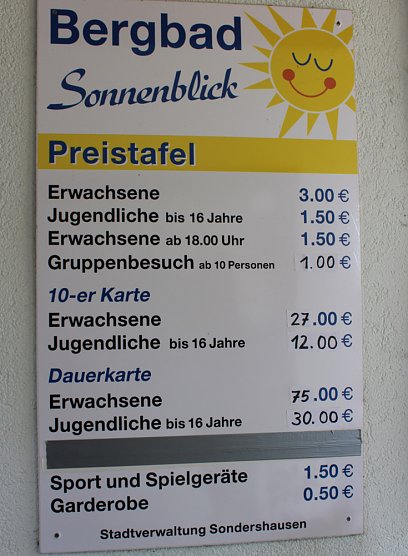 Bergbad
Sonnenblick
Preistafel
Erwachsene 3.00 €
Jugendliche bis 16 Jahre 1.50 €
Erwachsene ab 18.00 Uhr 1.50 €
Gruppenbesuch ab 10 Personen 1.00 €
10-er Karte
Erwachsene 27.00 €
Jugendliche bis 16 Jahre 12.00 €
Dauerkarte
Erwachsene 75.00 €
Jugendliche bis 16 Jahre 30.00 €
Sport und Spielgeräte 1.50 €
Garderobe 0.50 €
Stadtverwaltung Sondershausen